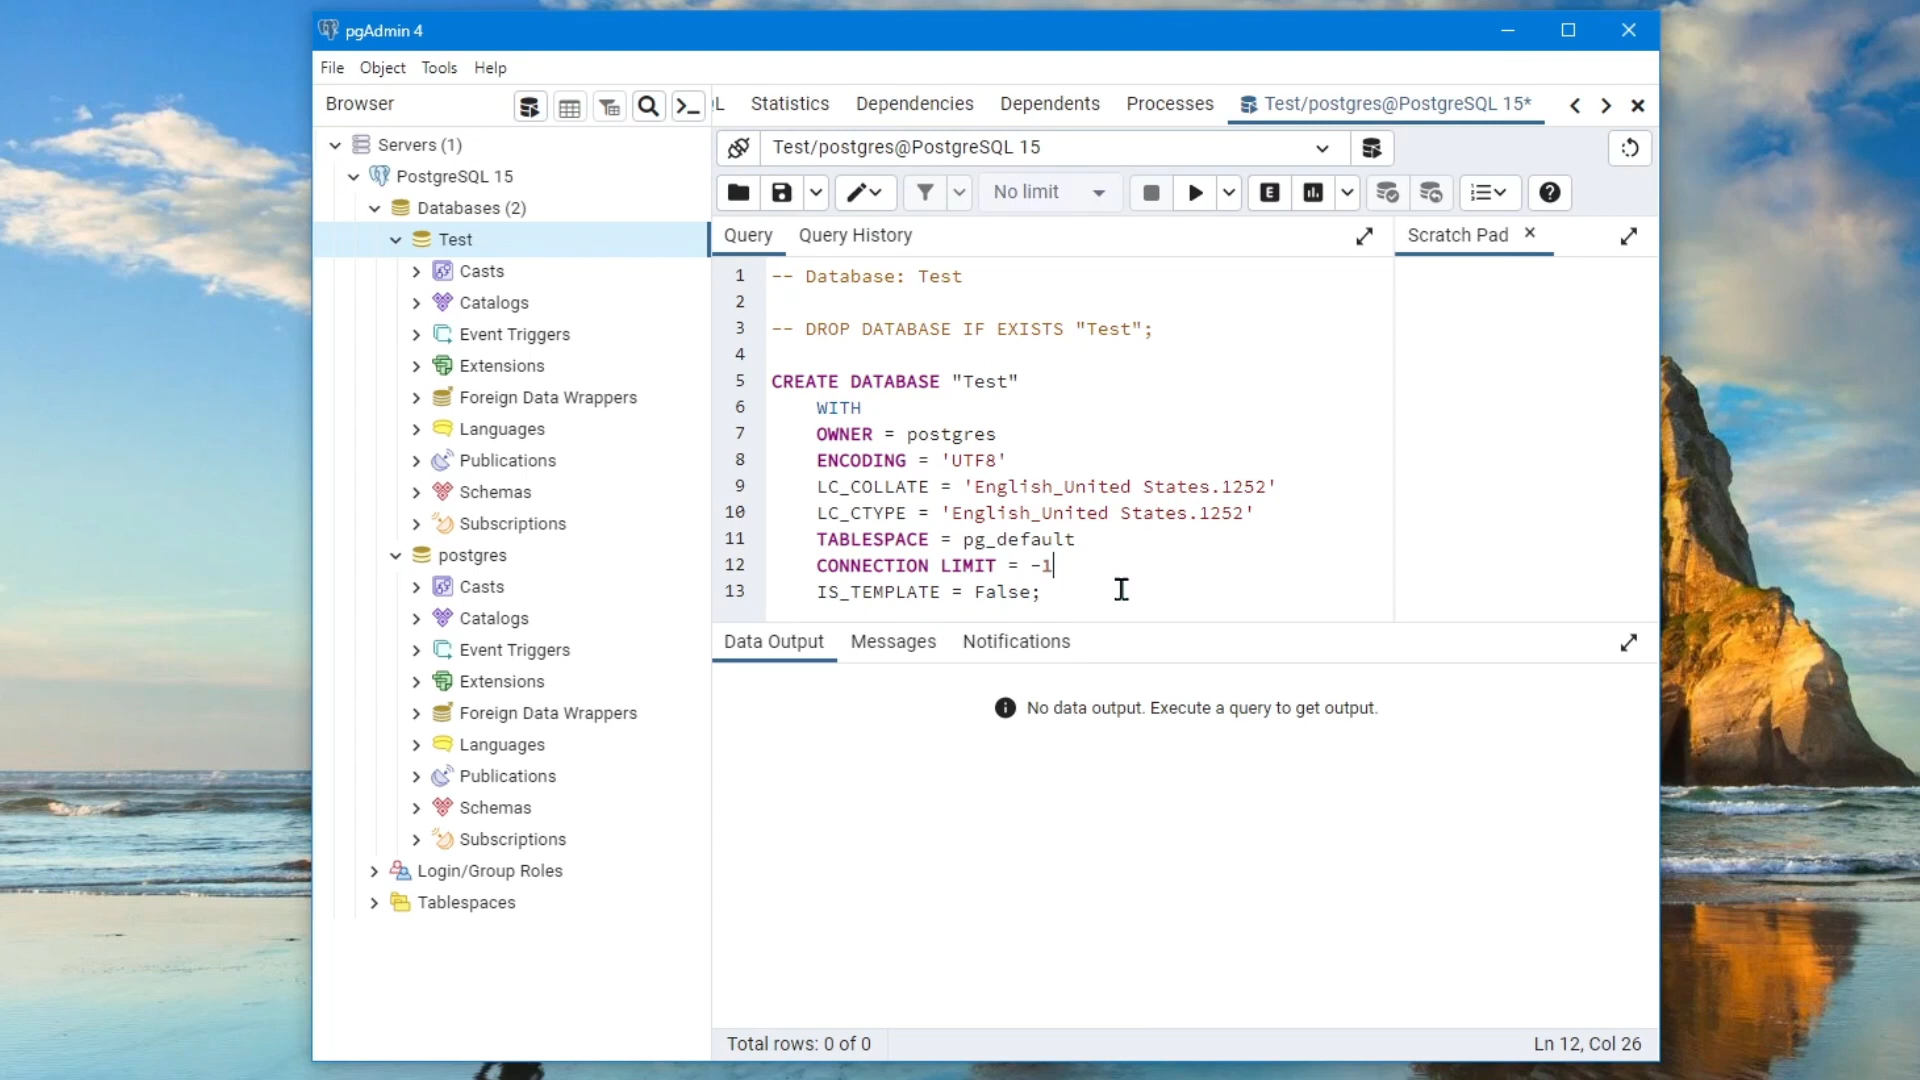 pgAdmin 4
File Object Tools Help
Browser
L Statistics Dependencies Dependents Processes Test/postgres@PostgreSQL 15*
Servers (1)
PostgreSQL 15
Databases (2)
Test
Casts
Catalogs
Event Triggers
Extensions
Foreign Data Wrappers
Languages
Publications
Schemas
Subscriptions
postgres
Casts
Catalogs
Event Triggers
Extensions
Foreign Data Wrappers
Languages
Publications
Schemas
Subscriptions
Login/Group Roles
Tablespaces
Test/postgres@PostgreSQL 15
No limit
E
Query Query History
Scratch Pad
1 -- Database: Test
2
3 -- DROP DATABASE IF EXISTS "Test";
4
5 CREATE DATABASE "Test"
6 WITH
7 OWNER = postgres
8 ENCODING = 'UTF8'
9 LC_COLLATE = 'English_United States.1252'
10 LC_CTYPE = 'English_United States.1252'
11 TABLESPACE = pg_default
12 CONNECTION LIMIT = -1
13 IS_TEMPLATE = False;
Data Output Messages Notifications
No data output. Execute a query to get output.
Total rows: 0 of 0
Ln 12, Col 26